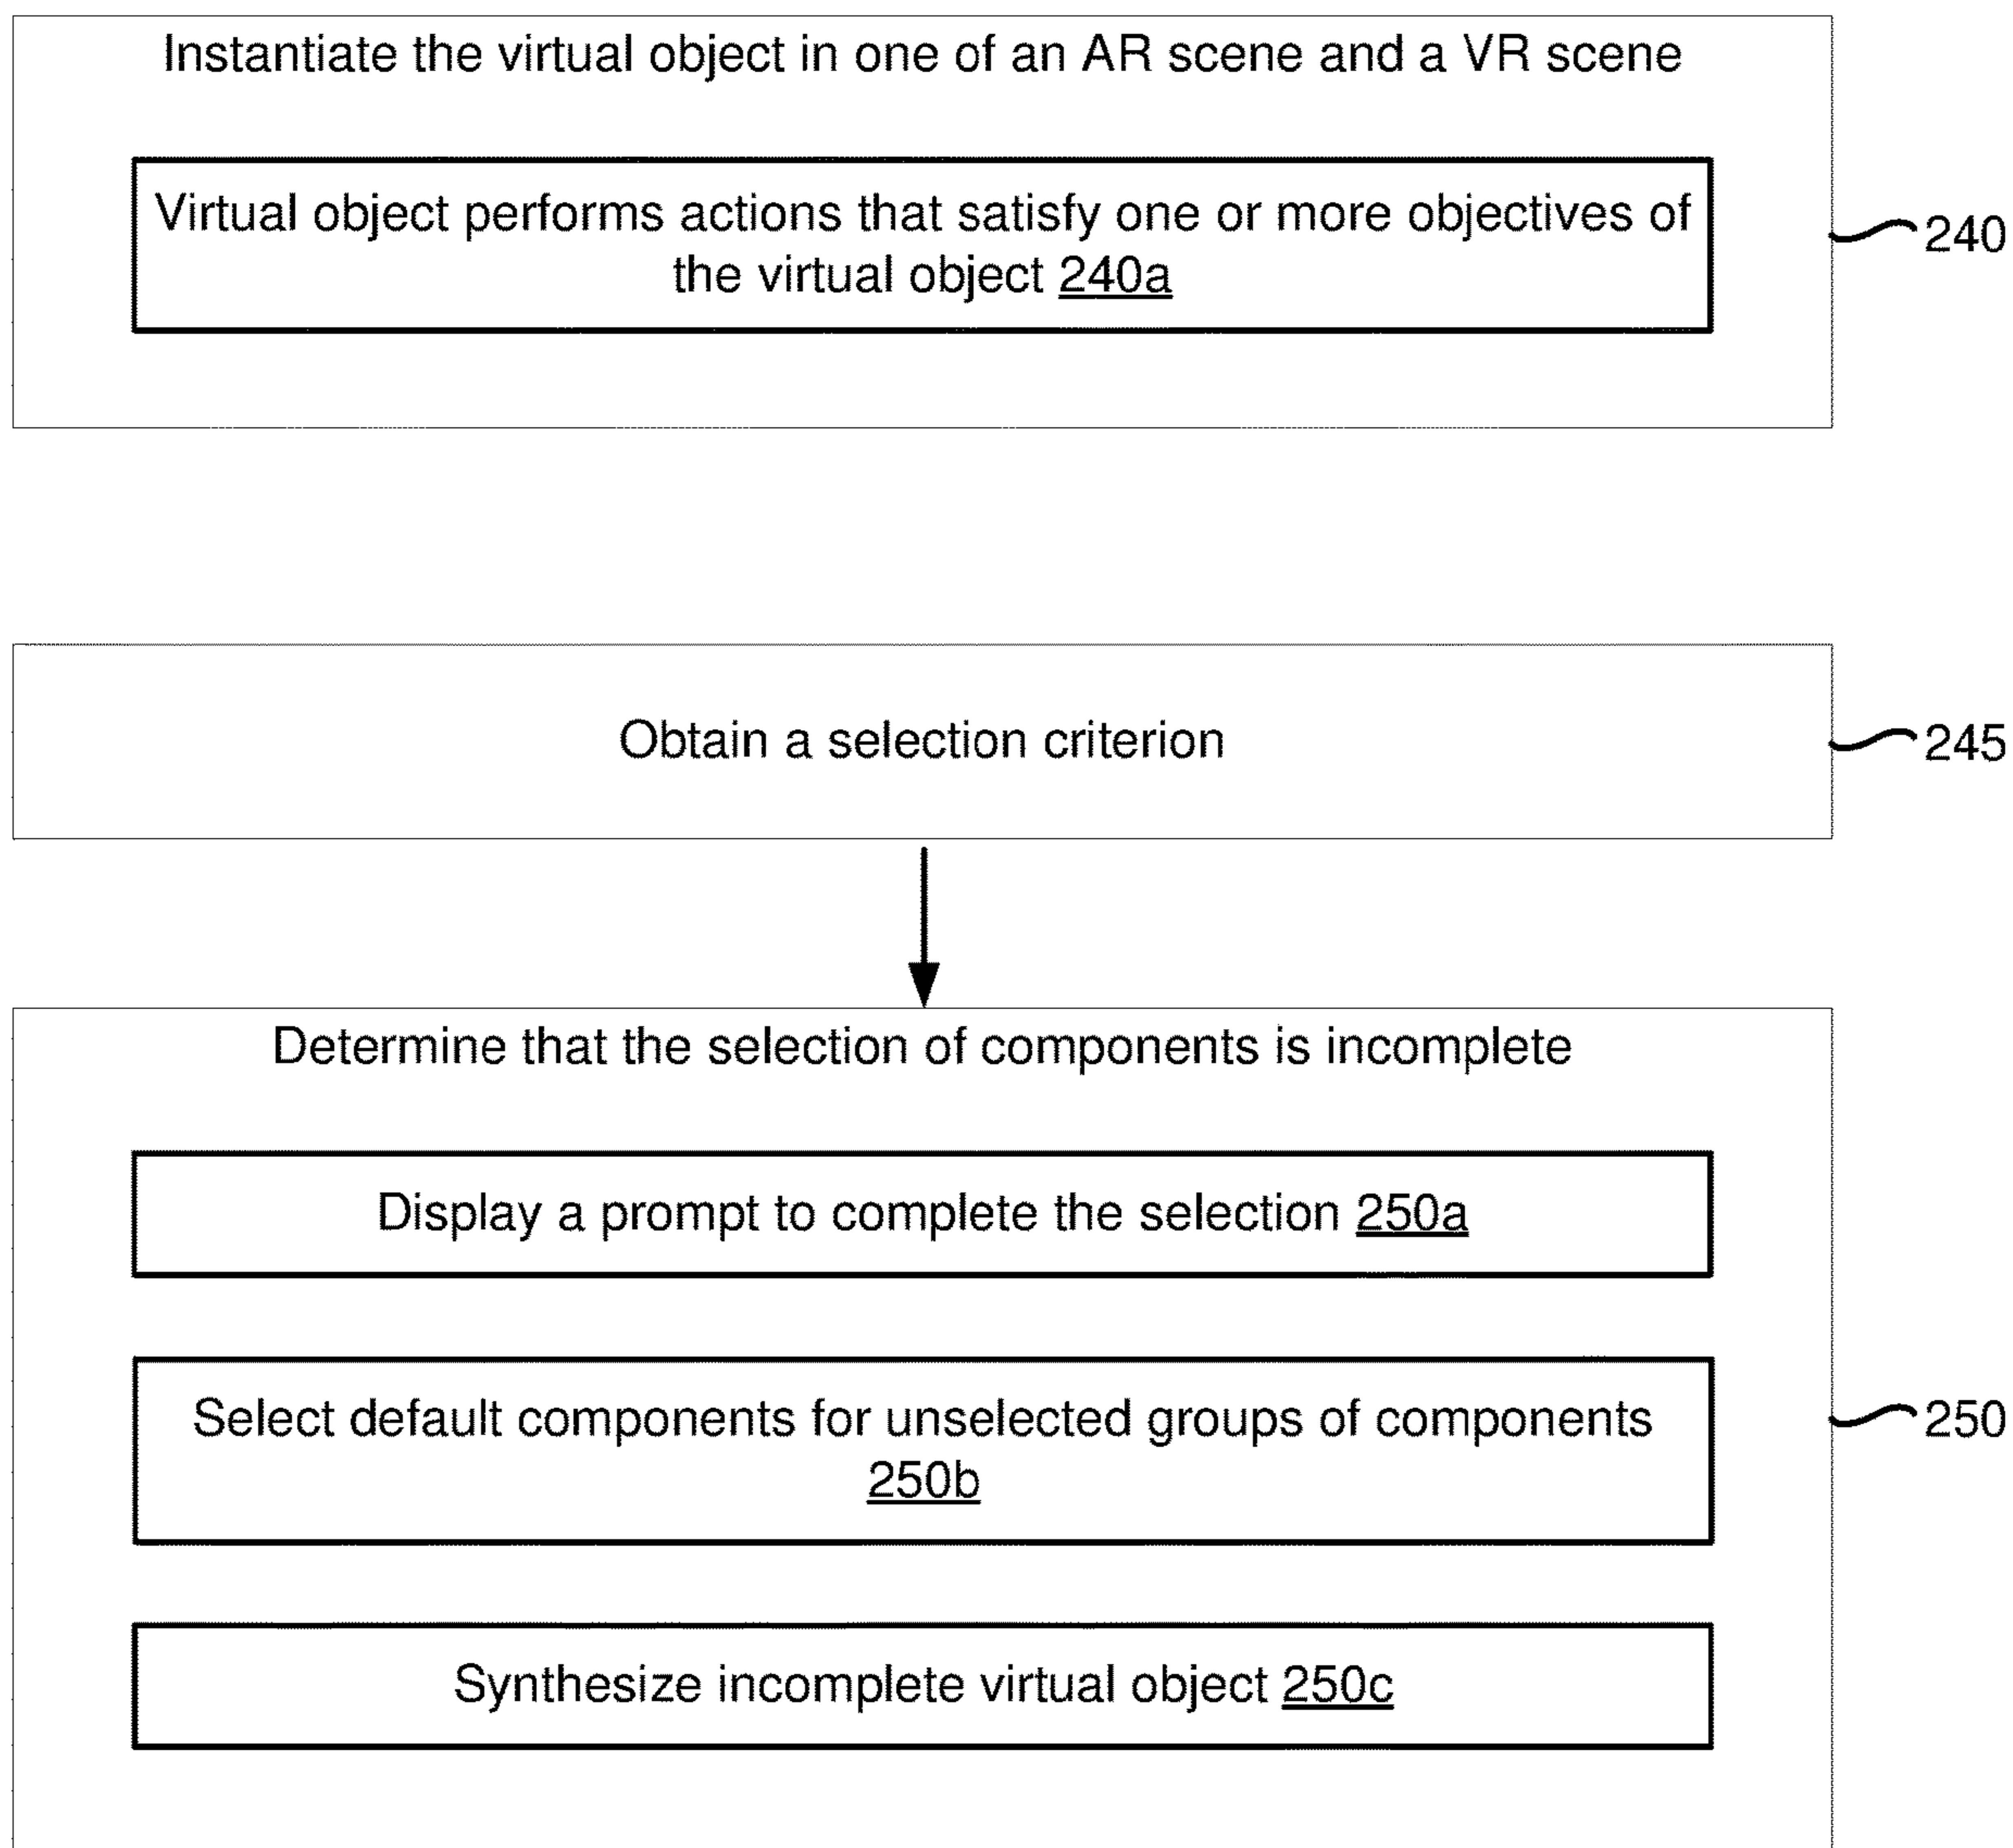 Instantiate the virtual object in one of an AR scene and a VR scene
Virtual object performs actions that satisfy one or more objectives of
the virtual object 240a
240
Obtain a selection criterion
245
Determine that the selection of components is incomplete
Display a prompt to complete the selection 250a
Select default components for unselected groups of components
250b
250
Synthesize incomplete virtual object 250c